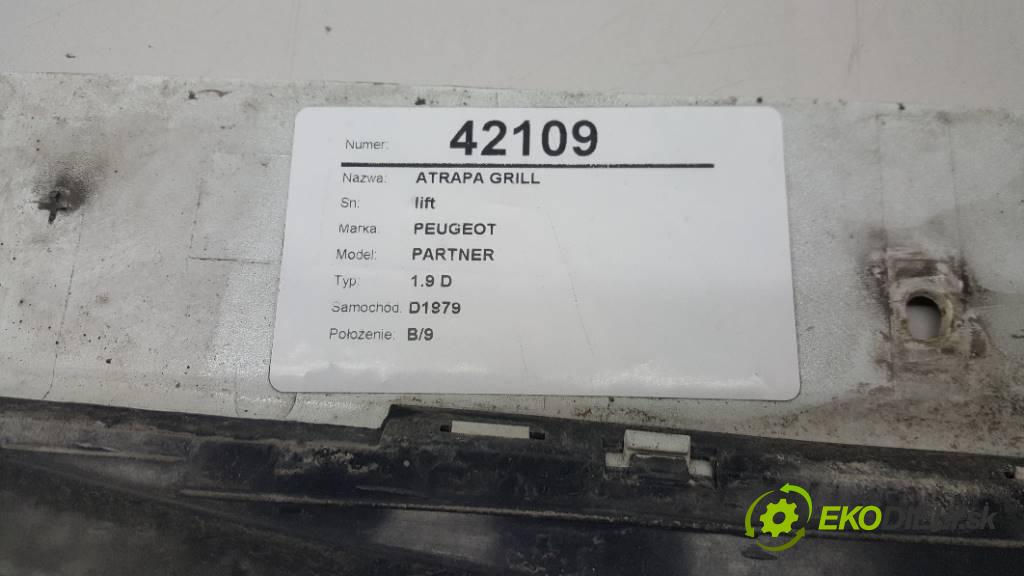 Numer: 42109
Nazwa: ATRAPA GRILL
Sn: lift
Marka: PEUGEOT
Model: PARTNER
Typ: 1.9 D
Samochód: D1979
Położenie: B/9
EKODIELY.sk